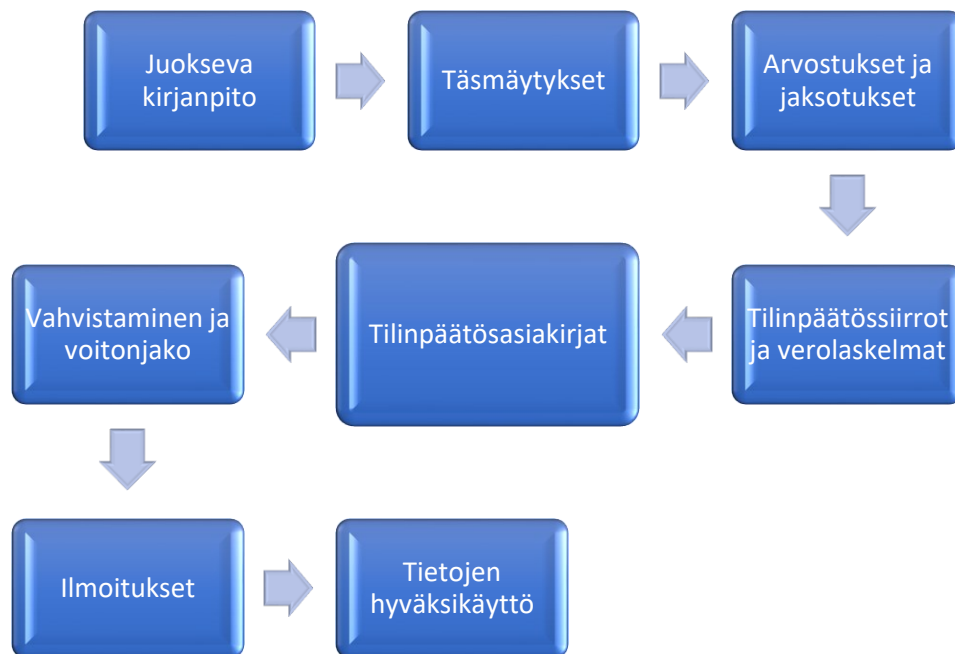 Juokseva
kirjanpito
Täsmäytykset
Arvostukset ja
jaksotukset
Tilinpäätössiirrot
ja verolaskelmat
Tilinpäätösasiakirjat
Vahvistaminen ja
voitonjako
Ilmoitukset
Tietojen
hyväksikäyttö